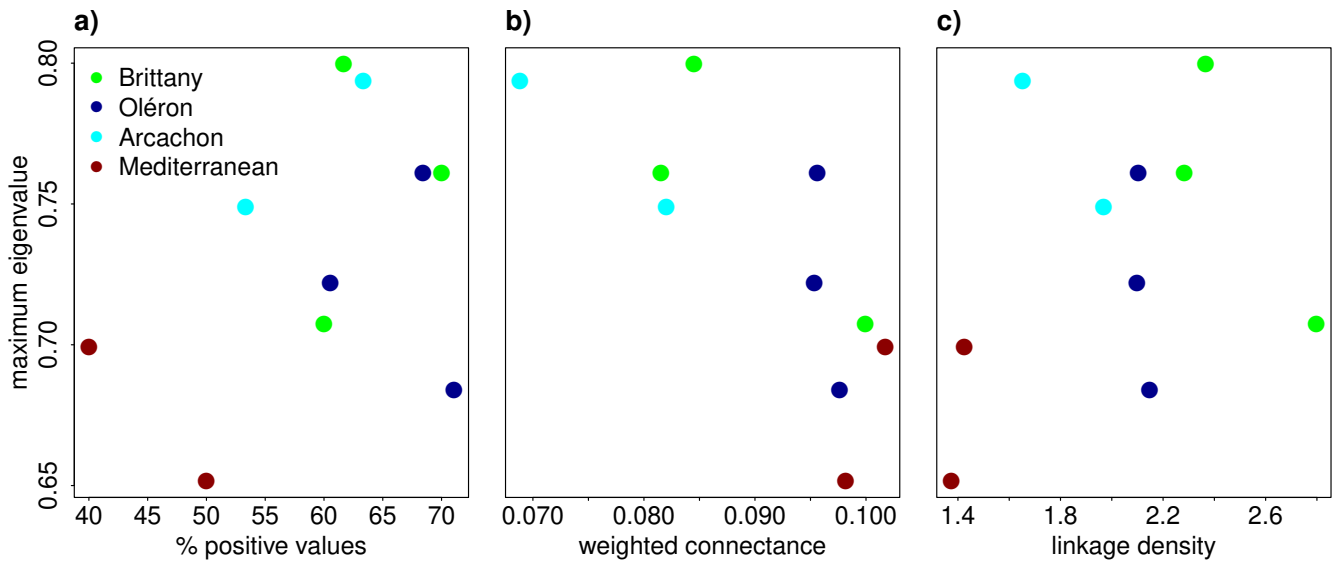 a)
b)
c)
maximum eigenvalue
0.80
0.75
0.70
0.65
Brittany
Oléron
Arcachon
Mediterranean
40 45 50 55 60 65 70
% positive values
0.070 0.080 0.090 0.100
weighted connectance
1.4 1.8 2.2 2.6
linkage density